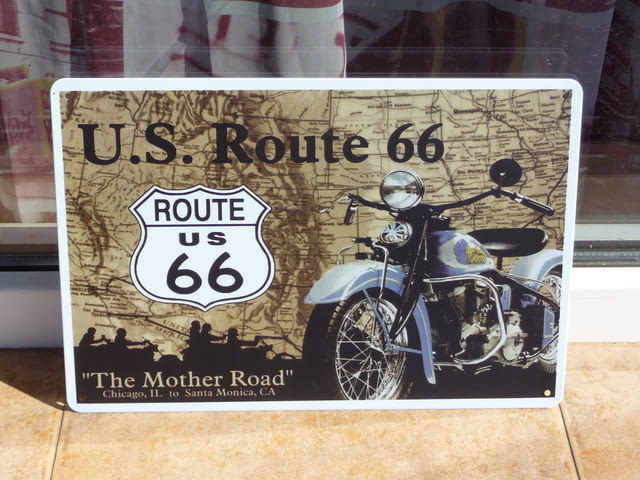 U.S. Route 66
ROUTE
US
66
"The Mother Road"
Chicago, IL to Santa Monica, CA